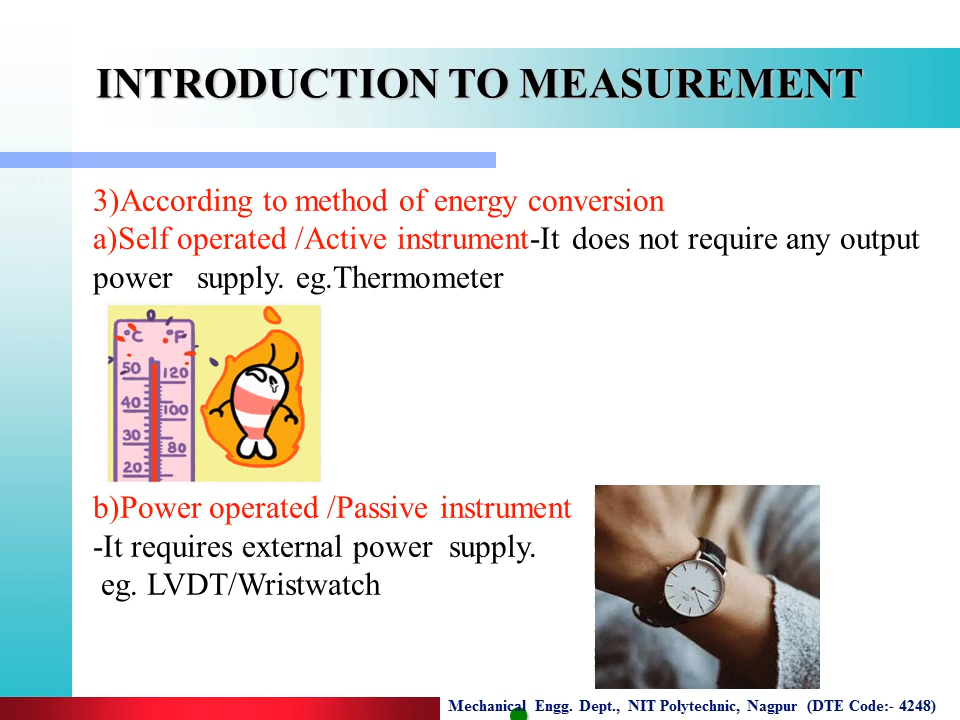 INTRODUCTION TO MEASUREMENT
3)According to method of energy conversion
a)Self operated /Active instrument-It does not require any output
power supply. eg.Thermometer
0
°C °F
50 120
40 100
30 80
20
b)Power operated /Passive instrument
-It requires external power supply.
eg. LVDT/Wristwatch
Mechanical Engg. Dept., NIT Polytechnic, Nagpur (DTE Code:- 4248)